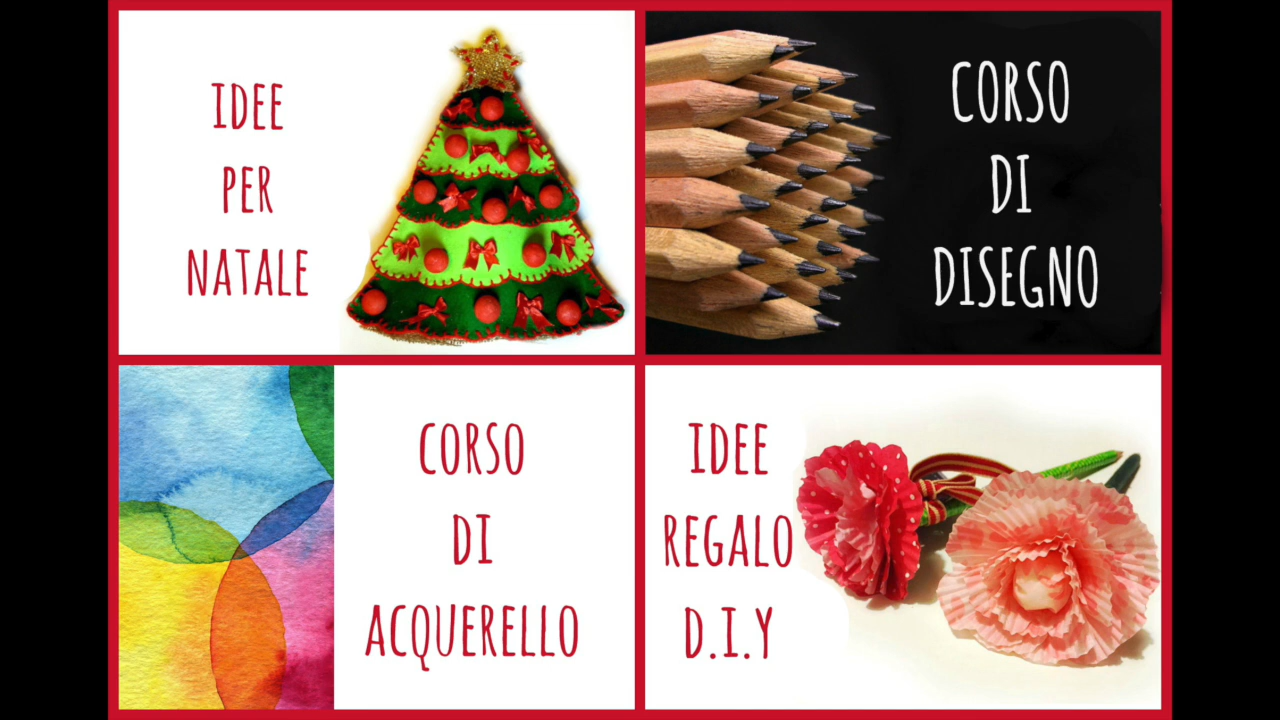 IDEE
PER
NATALE
CORSO
DI
DISEGNO
CORSO
DI
ACQUERELLO
IDEE
REGALO
D.I.Y